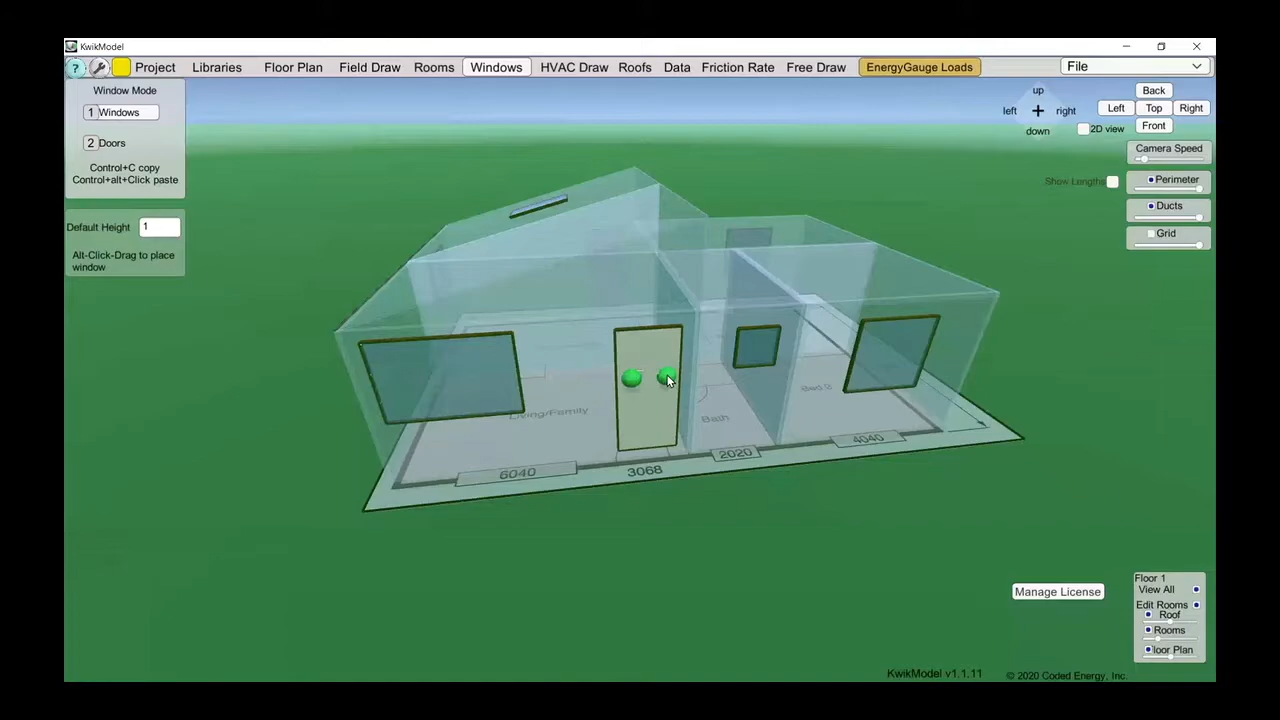 KwikModel
? Project Libraries Floor Plan Field Draw Rooms Windows HVAC Draw Roofs Data Friction Rate Free Draw EnergyGauge Loads File
Window Mode
1 Windows
2 Doors
Control+C copy
Control+alt+Click paste
Default Height 1
Alt-Click-Drag to place
window
up
left right
down
Back
Left Top Right
Front
2D view
Camera Speed
Show Lengths
Perimeter
Ducts
Grid
Living/Family
Bath
Bed 2
6040
3068
2020
4040
Manage License
Floor 1
View All
Edit Rooms
Roof
Rooms
Floor Plan
KwikModel v1.1.11
© 2020 Coded Energy, Inc.